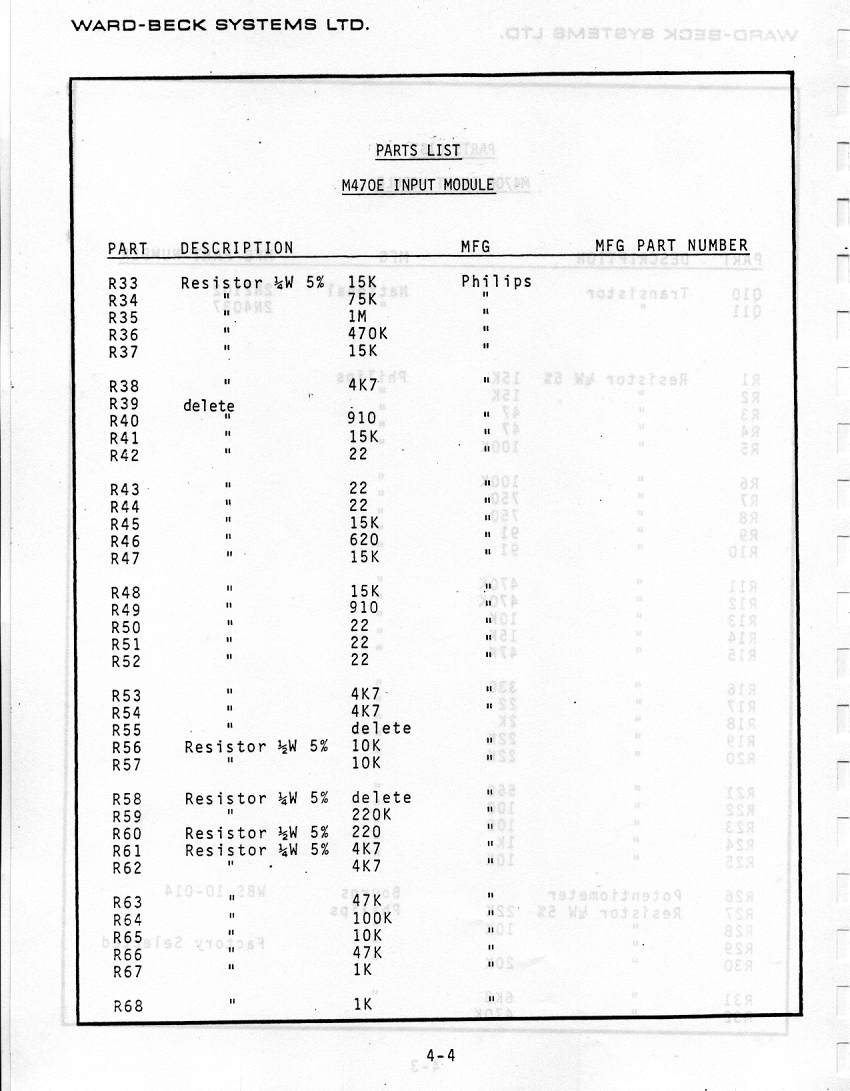 WARD-BECK SYSTEMS LTD.
PARTS LIST
M470E INPUT MODULE
PART DESCRIPTION MFG MFG PART NUMBER
R33 Resistor ¼W 5% 15K Philips
R34 " 75K "
R35 " 1M "
R36 " 470K "
R37 " 15K "
R38 " 4K7 "
R39 delete
R40 " 910 "
R41 " 15K "
R42 " 22 "
R43 " 22 "
R44 " 22 "
R45 " 15K "
R46 " 620 "
R47 " 15K "
R48 " 15K "
R49 " 910 "
R50 " 22 "
R51 " 22 "
R52 " 22 "
R53 " 4K7 "
R54 " 4K7 "
R55 " delete
R56 Resistor ½W 5% 10K "
R57 " 10K "
R58 Resistor ¼W 5% delete "
R59 " 220K "
R60 Resistor ½W 5% 220 "
R61 Resistor ¼W 5% 4K7 "
R62 " 4K7 "
R63 " 47K "
R64 " 100K "
R65 " 10K "
R66 " 47K "
R67 " 1K "
R68 " 1K "
4-4